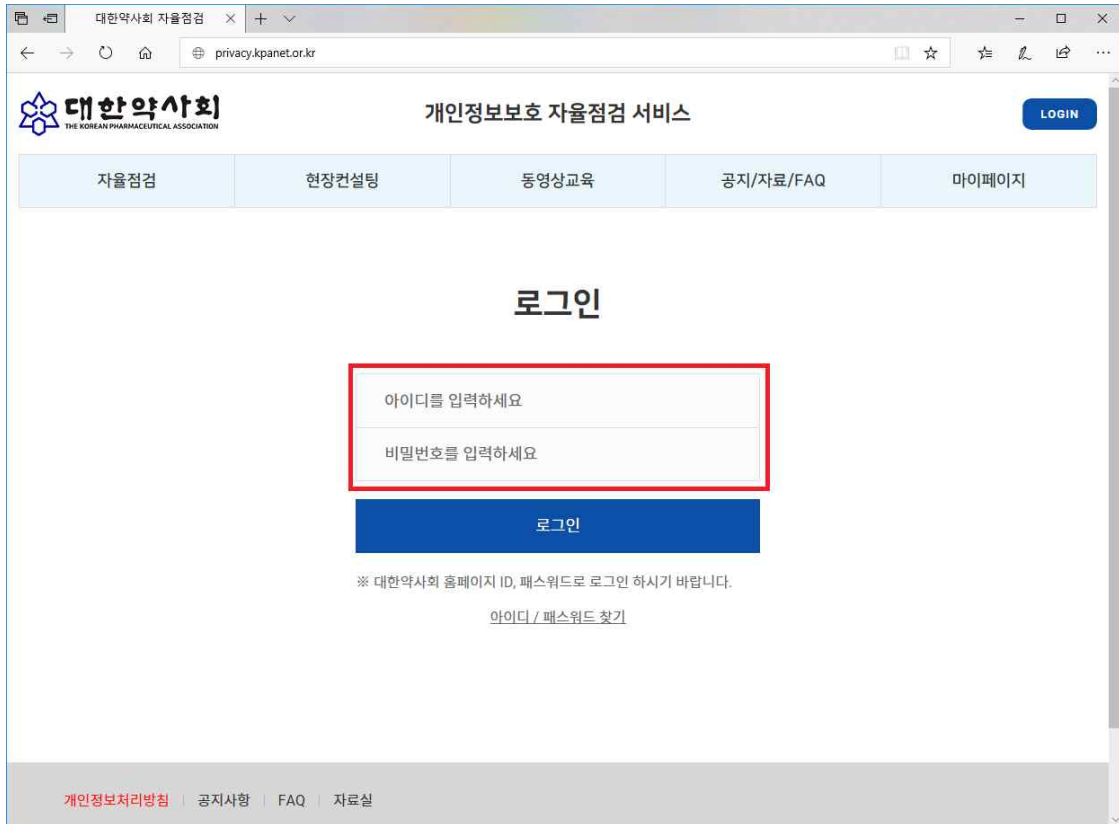 대한약사회 자율점검
privacy.kpanet.or.kr
대한약사회
THE KOREAN PHARMACEUTICAL ASSOCIATION
개인정보보호 자율점검 서비스
LOGIN
자율점검 현장컨설팅 동영상교육 공지/자료/FAQ 마이페이지
로그인
아이디를 입력하세요
비밀번호를 입력하세요
로그인
※ 대한약사회 홈페이지 ID, 패스워드로 로그인 하시기 바랍니다.
아이디 / 패스워드 찾기
개인정보처리방침 공지사항 FAQ 자료실